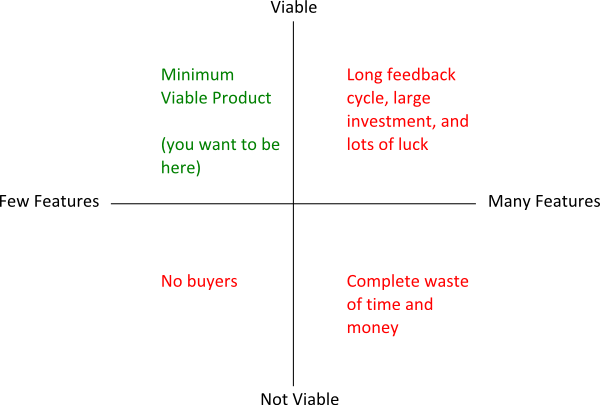 Viable
Minimum
Viable Product
(you want to be
here)
Long feedback
cycle, large
investment, and
lots of luck
Few Features
Many Features
No buyers
Complete waste
of time and
money
Not Viable